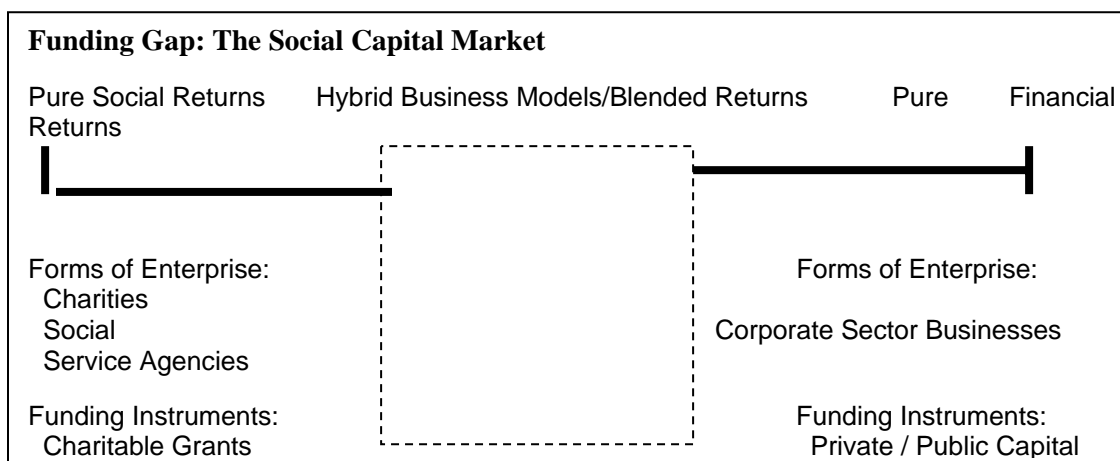 Funding Gap: The Social Capital Market
Pure Social Returns Hybrid Business Models/Blended Returns Pure Financial
Returns
Forms of Enterprise: Forms of Enterprise:
Charities
Social Corporate Sector Businesses
Service Agencies
Funding Instruments: Funding Instruments:
Charitable Grants Private / Public Capital